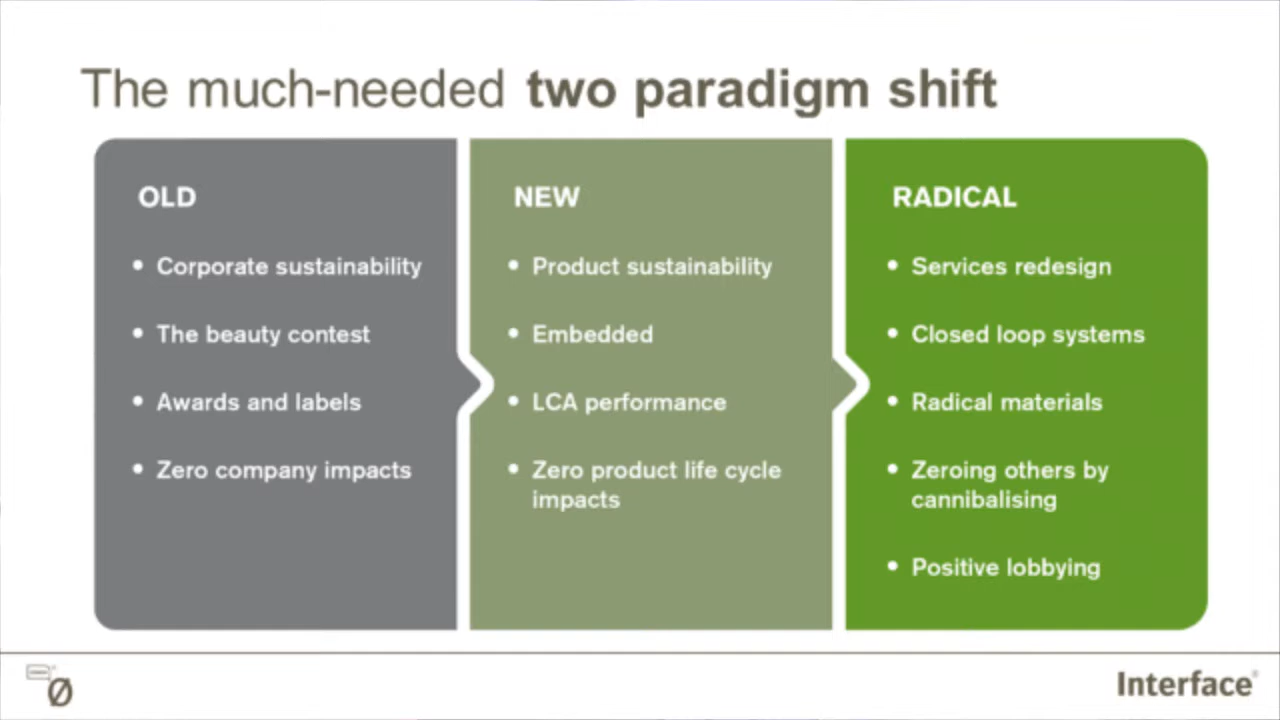 The much-needed two paradigm shift
OLD
• Corporate sustainability
• The beauty contest
• Awards and labels
• Zero company impacts
NEW
• Product sustainability
• Embedded
• LCA performance
• Zero product life cycle
impacts
RADICAL
• Services redesign
• Closed loop systems
• Radical materials
• Zeroing others by
cannibalising
• Positive lobbying
Ø
Interface®